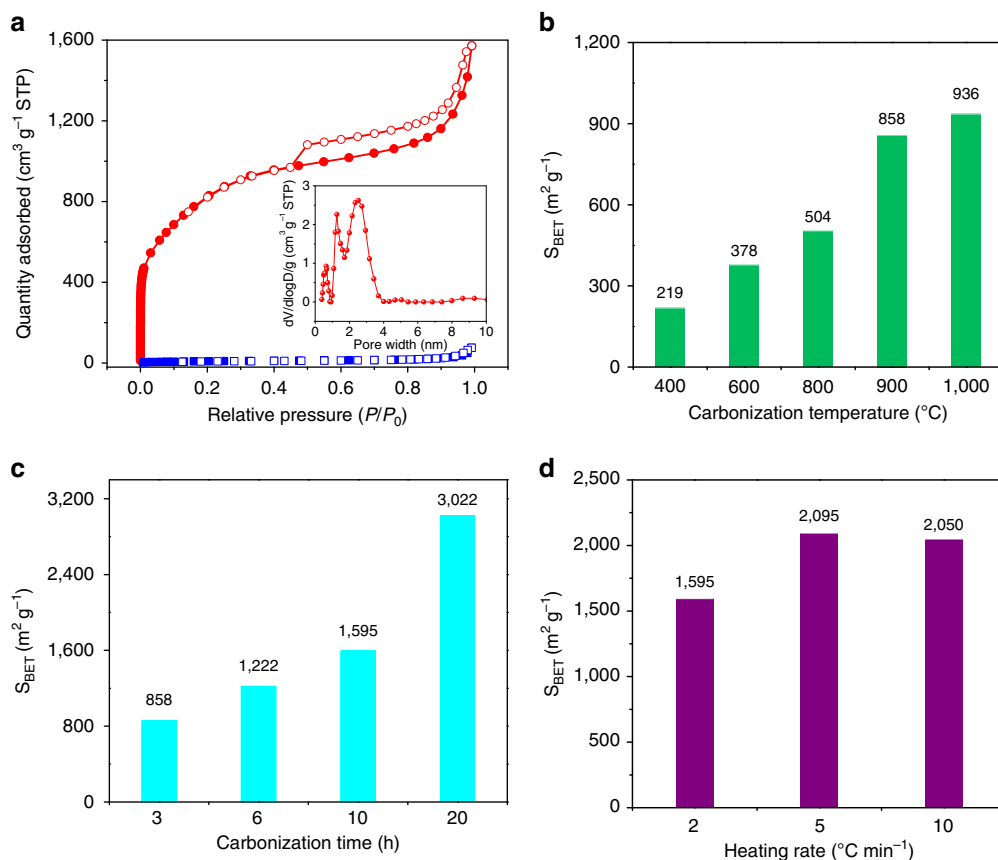 a
1,600
1,200
800
400
0
Quantity adsorbed (cm³ g⁻¹ STP)
0.0 0.2 0.4 0.6 0.8 1.0
Relative pressure (P/P₀)
3
2
1
0
dV/dlogD/g (cm³ g⁻¹ STP)
0 2 4 6 8 10
Pore width (nm)
b
1,200
900
600
300
0
S_BET (m² g⁻¹)
219 378 504 858 936
400 600 800 900 1,000
Carbonization temperature (°C)
c
3,200
2,400
1,600
800
0
S_BET (m² g⁻¹)
858 1,222 1,595 3,022
3 6 10 20
Carbonization time (h)
d
2,500
2,000
1,500
1,000
500
0
S_BET (m² g⁻¹)
1,595 2,095 2,050
2 5 10
Heating rate (°C min⁻¹)